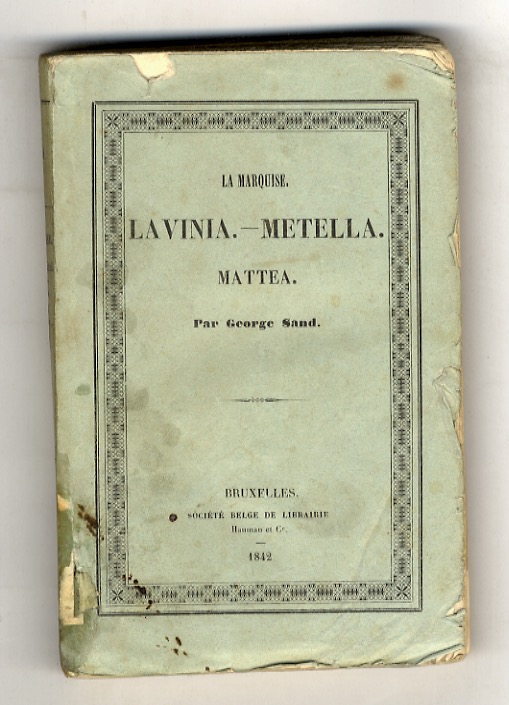 LA MARQUISE.
LAVINIA.—METELLA.
MATTEA.
Par George Sand.
BRUXELLES.
SOCIÉTÉ BELGE DE LIBRAIRIE
Hauman et Ce.
1842